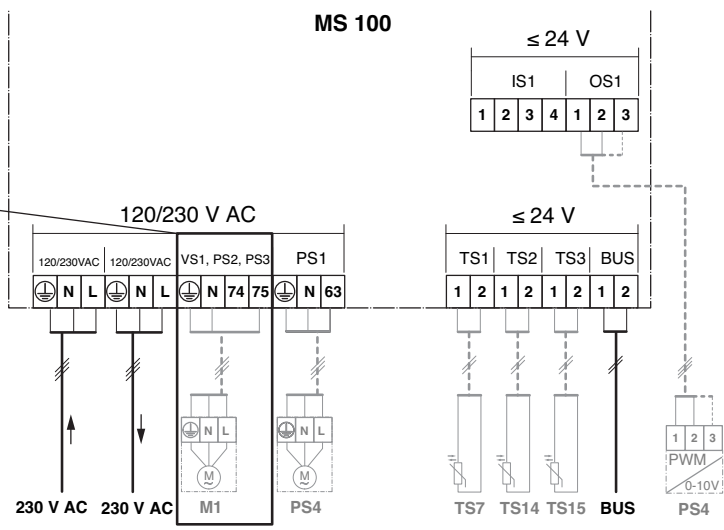 MS 100
≤ 24 V
IS1 OS1
1 2 3 4 1 2 3
120/230 V AC ≤ 24 V
120/230VAC 120/230VAC VS1, PS2, PS3 PS1 TS1 TS2 TS3 BUS
N L N L N 74 75 N 63 1 2 1 2 1 2 1 2
N L N L 1 2 3
M M PWM
~ ~ 0-10V
230 V AC 230 V AC M1 PS4 TS7 TS14 TS15 BUS PS4